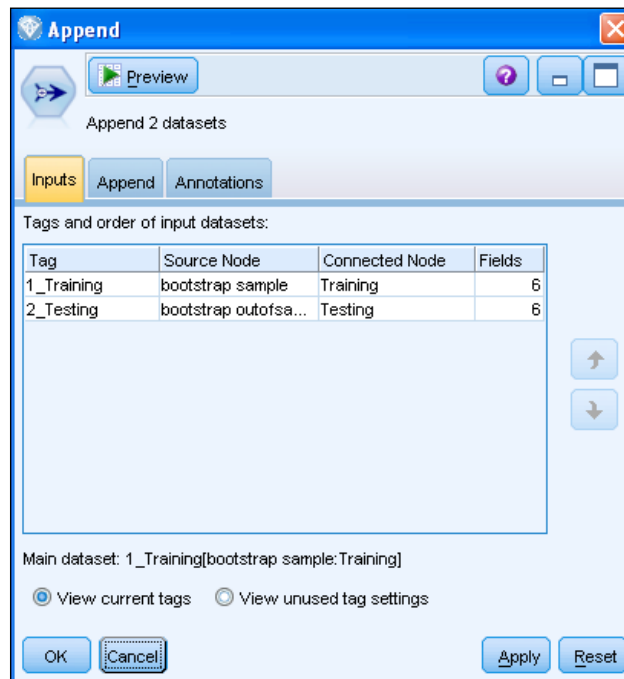 Append
Preview
?
Append 2 datasets
Inputs Append Annotations
Tags and order of input datasets:
Tag Source Node Connected Node Fields
1_Training bootstrap sample Training 6
2_Testing bootstrap outofsa... Testing 6
Main dataset: 1_Training[bootstrap sample:Training]
View current tags View unused tag settings
OK Cancel Apply Reset